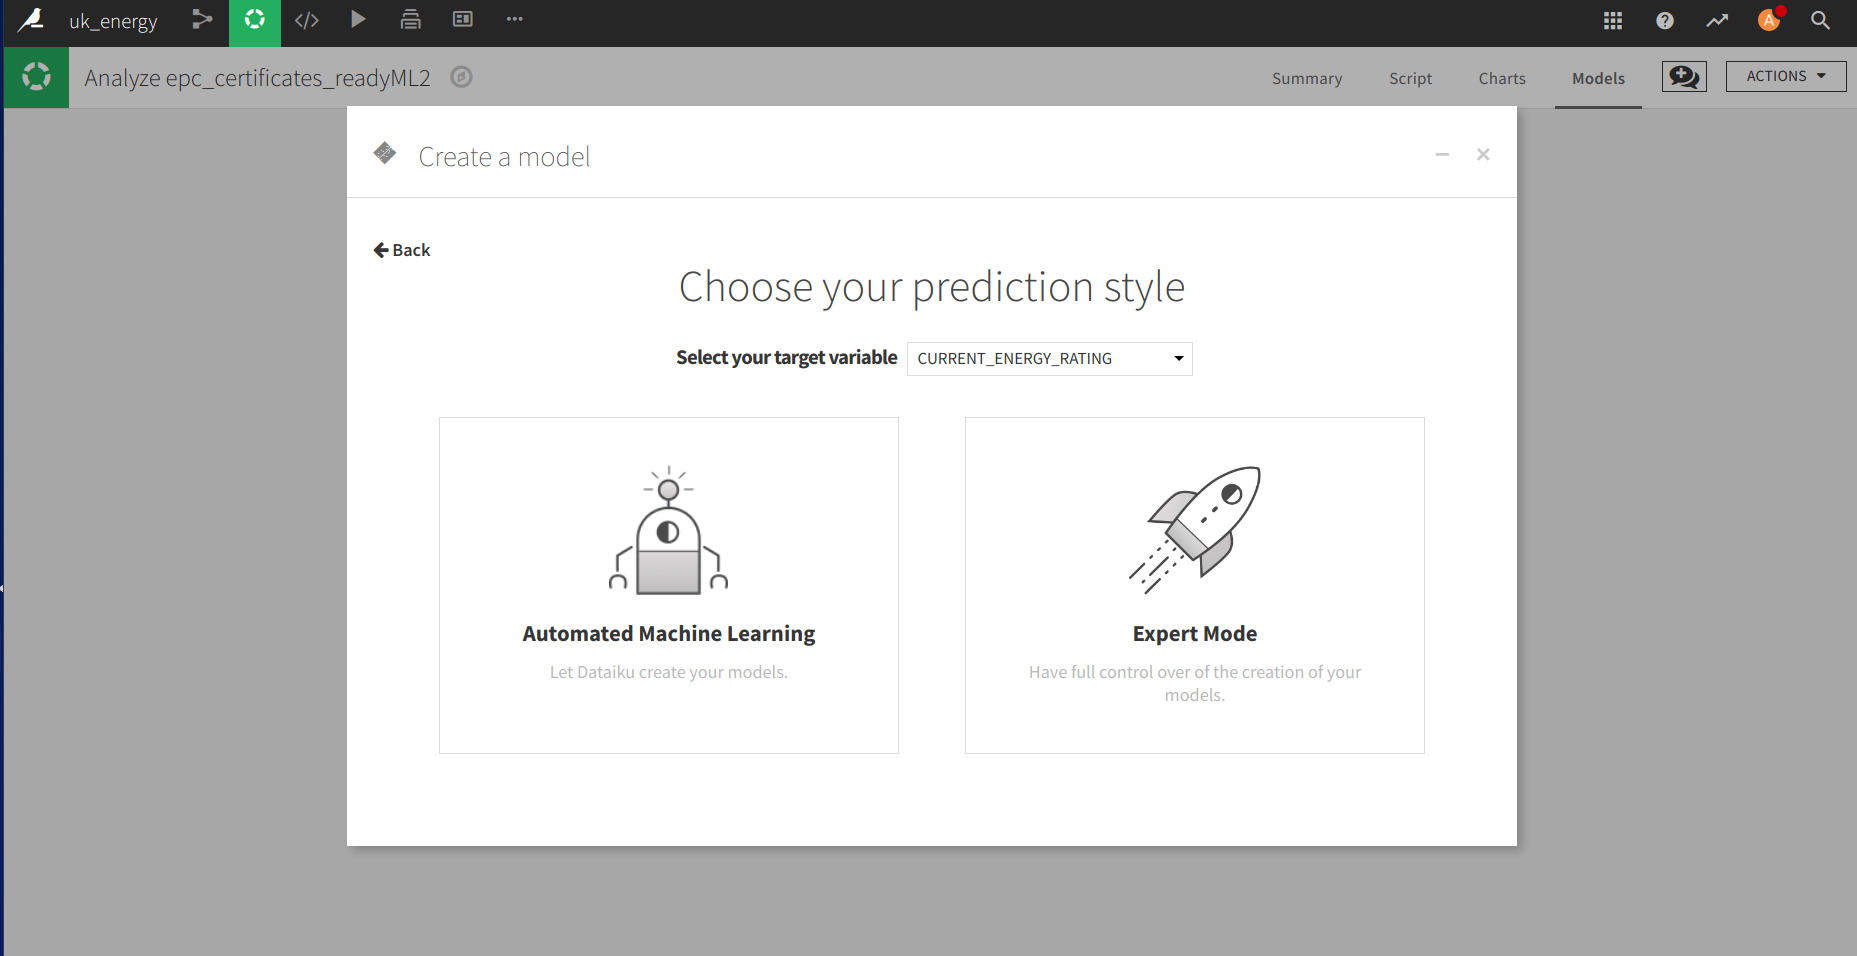 uk_energy
A
Analyze epc_certificates_readyML2
Summary
Script
Charts
Models
ACTIONS
Create a model
Back
Choose your prediction style
Select your target variable
CURRENT_ENERGY_RATING
Automated Machine Learning
Let Dataiku create your models.
Expert Mode
Have full control over of the creation of your
models.